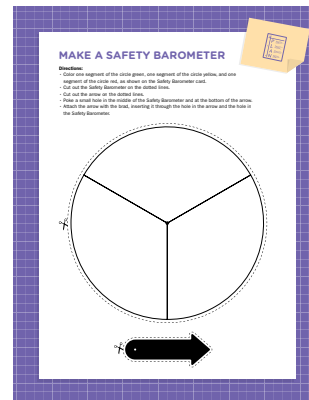 MAKE A SAFETY BAROMETER
Directions:
- Color one segment of the circle green, one segment of the circle yellow, and one
segment of the circle red, as shown on the Safety Barometer card.
- Cut out the Safety Barometer on the dotted lines.
- Cut out the arrow on the dotted lines.
- Poke a small hole in the middle of the Safety Barometer and at the bottom of the arrow.
- Attach the arrow with the brad, inserting it through the hole in the arrow and the hole in
the Safety Barometer.